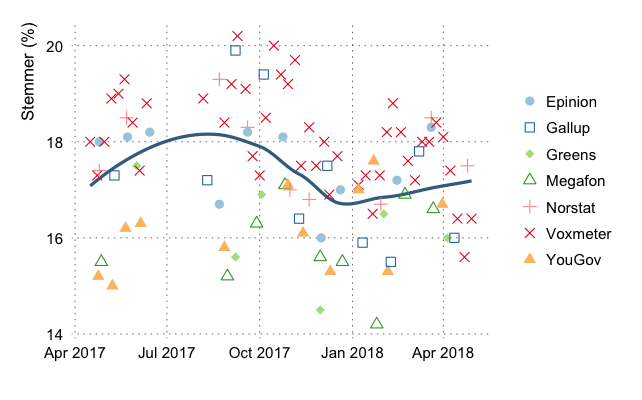 Stemmer (%)
20
18
16
14
Apr 2017
Jul 2017
Oct 2017
Jan 2018
Apr 2018
Epinion
Gallup
Greens
Megafon
Norstat
Voxmeter
YouGov